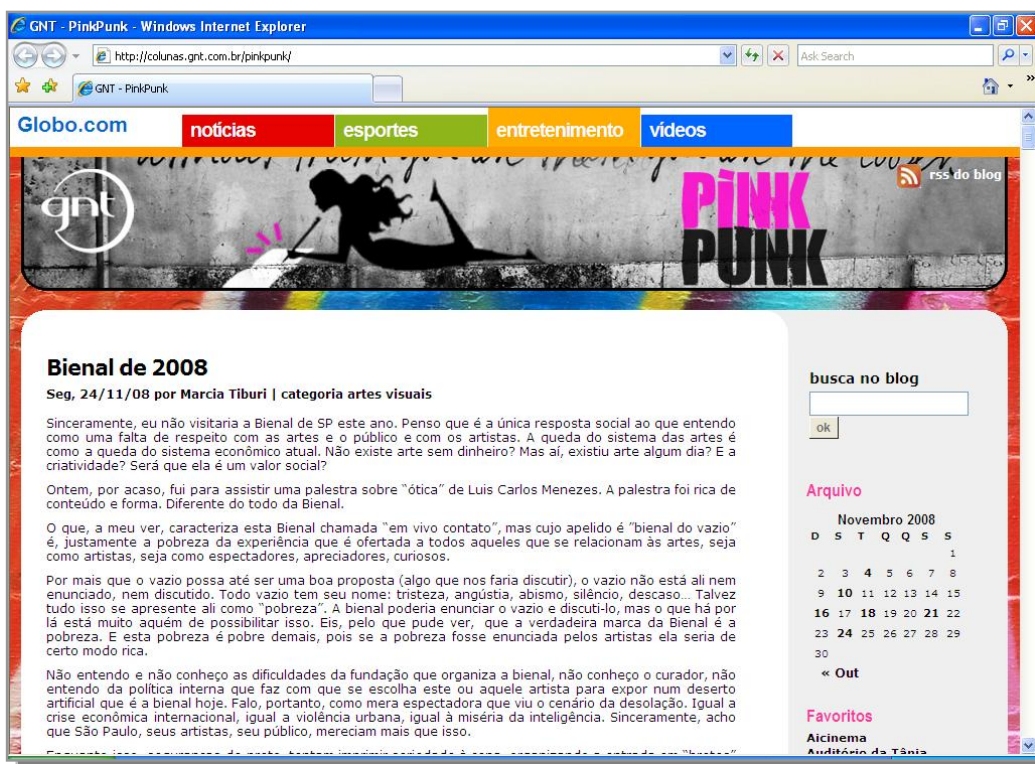 GNT - PinkPunk - Windows Internet Explorer
http://colunas.gnt.com.br/pinkpunk/
Ask Search
GNT - PinkPunk
Globo.com
notícias
esportes
entretenimento
vídeos
rss do blog
gnt
PiNK
PUNK
Bienal de 2008
Seg, 24/11/08 por Marcia Tiburi | categoria artes visuais
Sinceramente, eu não visitaria a Bienal de SP este ano. Penso que é a única resposta social ao que entendo
como uma falta de respeito com as artes e o público e com os artistas. A queda do sistema das artes é
como a queda do sistema econômico atual. Não existe arte sem dinheiro? Mas aí, existiu arte algum dia? E a
criatividade? Será que ela é um valor social?
Ontem, por acaso, fui para assistir uma palestra sobre “ótica” de Luis Carlos Menezes. A palestra foi rica de
conteúdo e forma. Diferente do todo da Bienal.
O que, a meu ver, caracteriza esta Bienal chamada “em vivo contato”, mas cujo apelido é “bienal do vazio”
é, justamente a pobreza da experiência que é ofertada a todos aqueles que se relacionam às artes, seja
como artistas, seja como espectadores, apreciadores, curiosos.
Por mais que o vazio possa até ser uma boa proposta (algo que nos faria discutir), o vazio não está ali nem
enunciado, nem discutido. Todo vazio tem seu nome: tristeza, angústia, abismo, silêncio, descaso… Talvez
tudo isso se apresente ali como “pobreza”. A bienal poderia enunciar o vazio e discuti-lo, mas o que há por
lá está muito aquém de possibilitar isso. Eis, pelo que pude ver, que a verdadeira marca da Bienal é a
pobreza. E esta pobreza é pobre demais, pois se a pobreza fosse enunciada pelos artistas ela seria de
certo modo rica.
Não entendo e não conheço as dificuldades da fundação que organiza a bienal, não conheço o curador, não
entendo da política interna que faz com que se escolha este ou aquele artista para expor num deserto
artificial que é a bienal hoje. Falo, portanto, como mera espectadora que viu o cenário da desolação. Igual a
crise econômica internacional, igual a violência urbana, igual à miséria da inteligência. Sinceramente, acho
que São Paulo, seus artistas, seu público, mereciam mais que isso.
busca no blog
ok
Arquivo
Novembro 2008
D S T Q Q S S
1
2 3 4 5 6 7 8
9 10 11 12 13 14 15
16 17 18 19 20 21 22
23 24 25 26 27 28 29
30
« Out
Favoritos
Aicinema
Auditório da Tânia